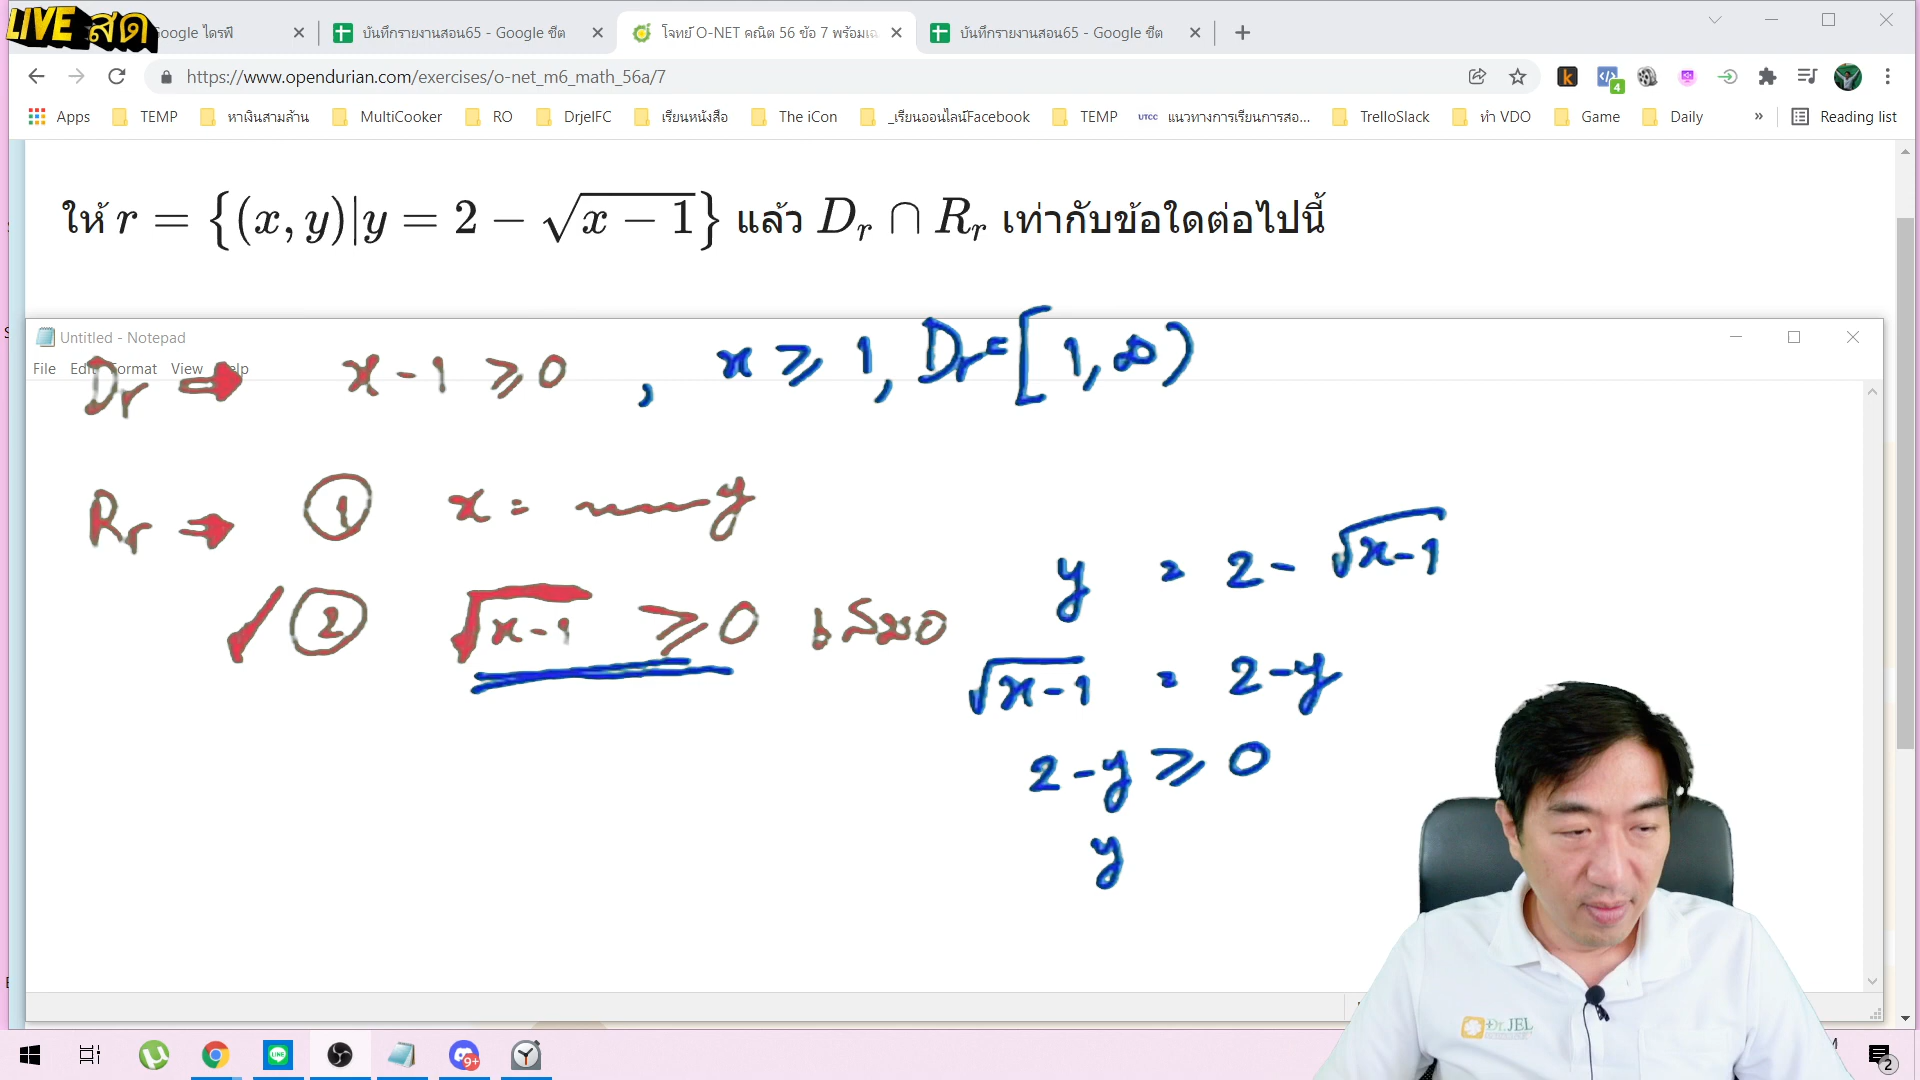 LIVE สด
Google ไดรฟ์
บันทึกรายงานสอน65 - Google ชีต
โจทย์ O-NET คณิต 56 ข้อ 7 พร้อมเฉ
บันทึกรายงานสอน65 - Google ชีต
https://www.opendurian.com/exercises/o-net_m6_math_56a/7
4
Apps TEMP หาเงินสามล้าน MultiCooker RO DrjelFC เรียนหนังสือ The iCon _เรียนออนไลน์Facebook TEMP UTCC แนวทางการเรียนการสอ... TrelloSlack ทำ VDO Game Daily » Reading list
ให้ r = {(x, y)|y = 2 − √(x − 1)} แล้ว D_r ∩ R_r เท่ากับข้อใดต่อไปนี้
Untitled - Notepad
File Edit Format View Help
Dr ⇒ x - 1 ≥ 0 , x ≥ 1, Dr = [1, ∞)
Rr ⇒ ① x = y
② √(x-1) ≥ 0 เสมอ
y = 2 - √(x-1)
√(x-1) = 2 - y
2 - y ≥ 0
y
Dr.JEL
9+
2